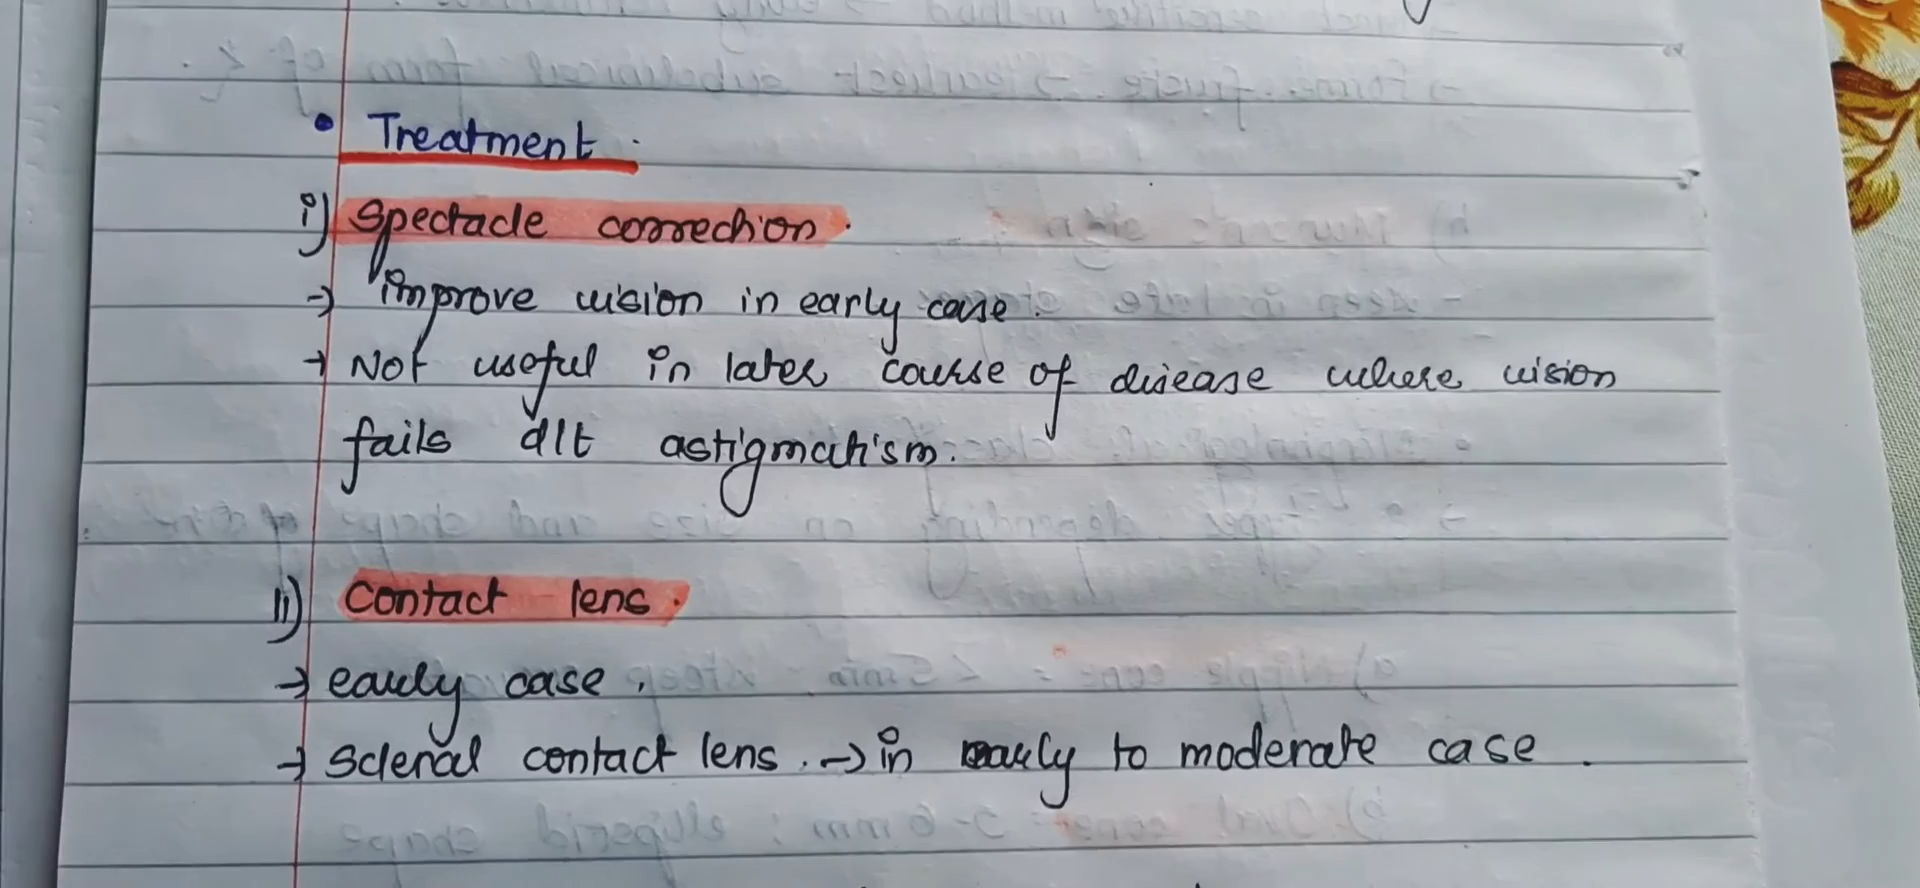 • Treatment.
i) Spectacle correction.
→ improve vision in early case.
→ Not useful in later course of disease where vision
fails dlt astigmatism.
ii) Contact lens.
→ early case.
→ Scleral contact lens. → in early to moderate case.